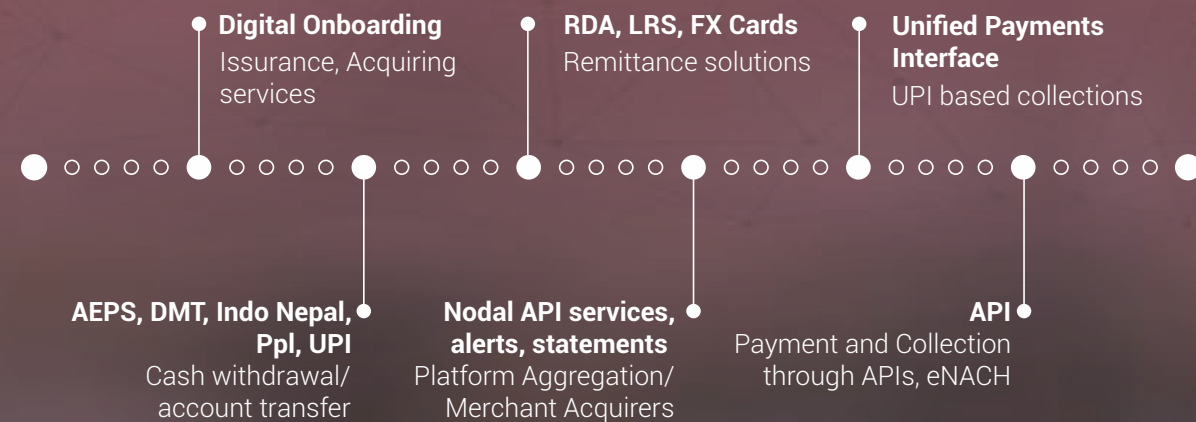 Digital Onboarding
Issurance, Acquiring
services
RDA, LRS, FX Cards
Remittance solutions
Unified Payments
Interface
UPI based collections
AEPS, DMT, Indo Nepal,
Ppl, UPI
Cash withdrawal/
account transfer
Nodal API services,
alerts, statements
Platform Aggregation/
Merchant Acquirers
API
Payment and Collection
through APIs, eNACH